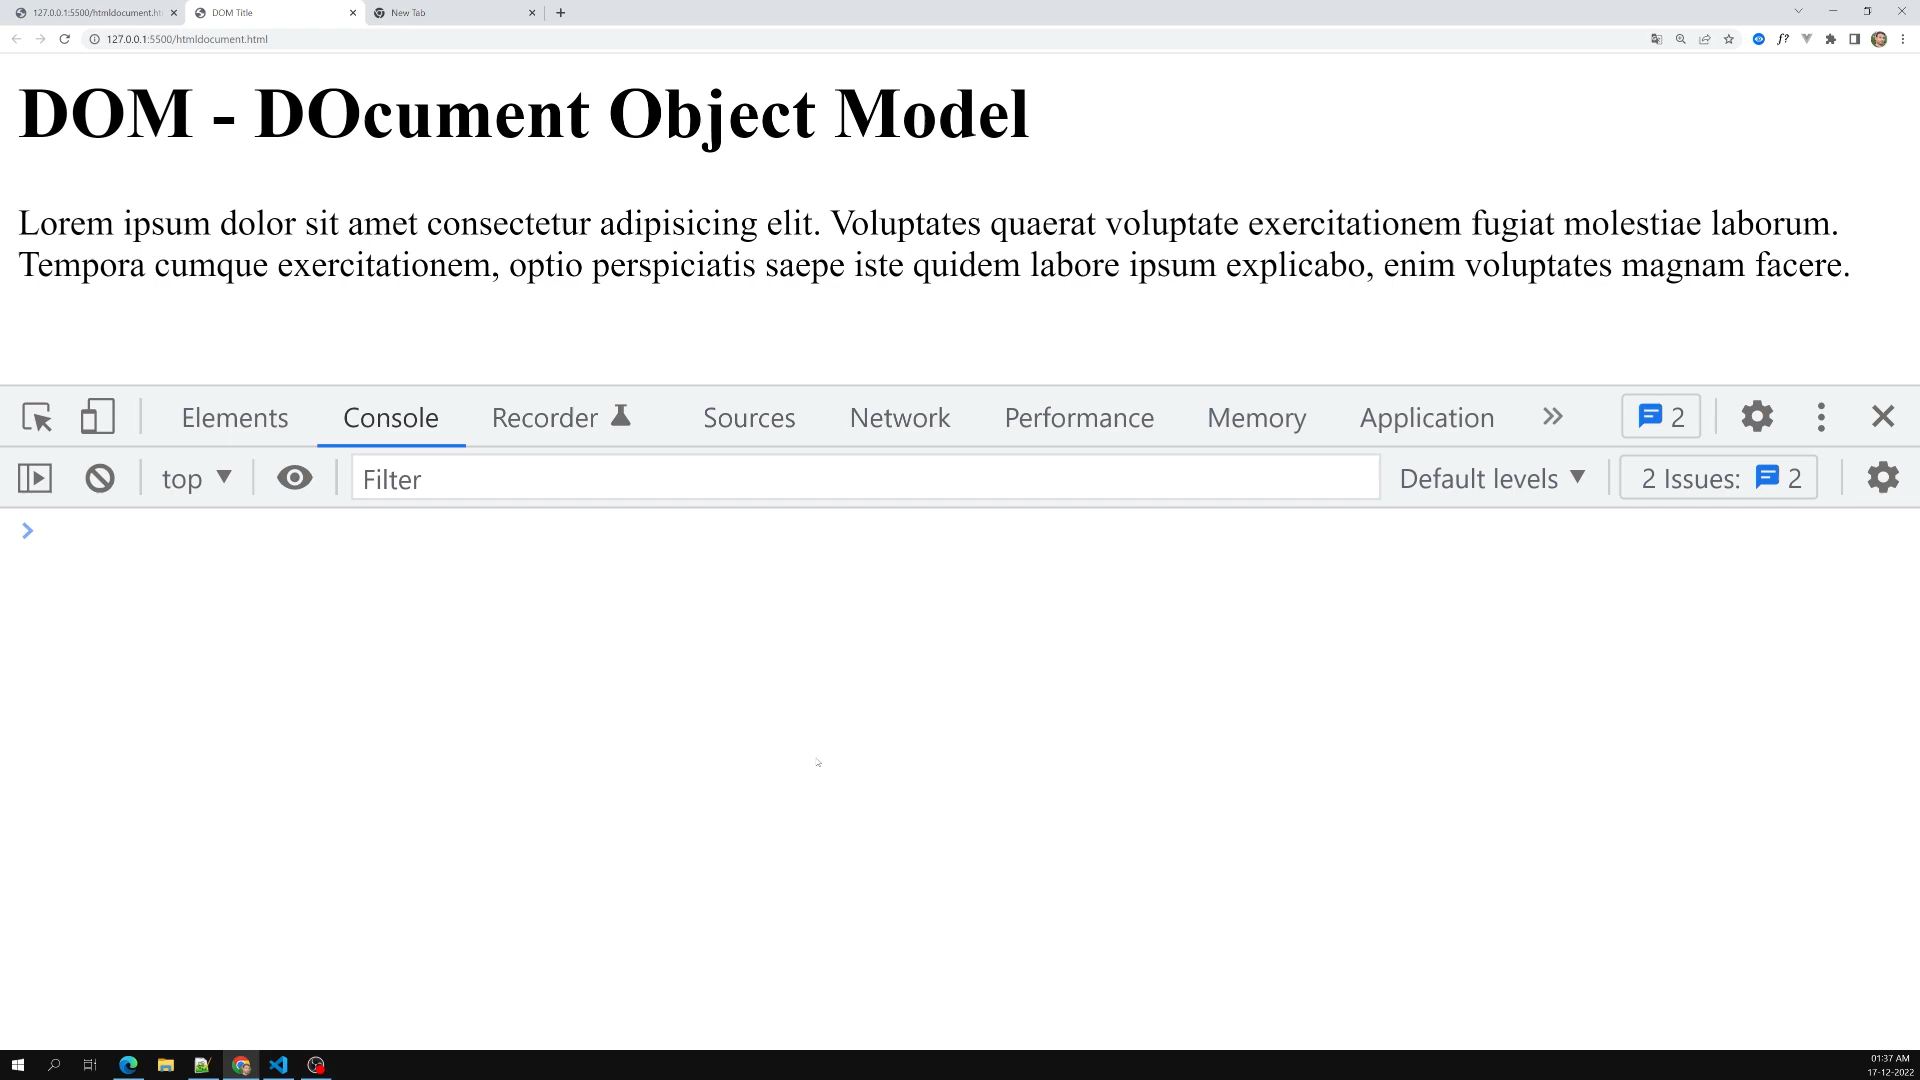 127.0.0.1:5500/htmldocument.ht
DOM Title
New Tab
127.0.0.1:5500/htmldocument.html
f?
DOM - DOcument Object Model
Lorem ipsum dolor sit amet consectetur adipisicing elit. Voluptates quaerat voluptate exercitationem fugiat molestiae laborum.
Tempora cumque exercitationem, optio perspiciatis saepe iste quidem labore ipsum explicabo, enim voluptates magnam facere.
Elements Console Recorder Sources Network Performance Memory Application 2
top Filter Default levels 2 Issues: 2
01:37 AM
17-12-2022